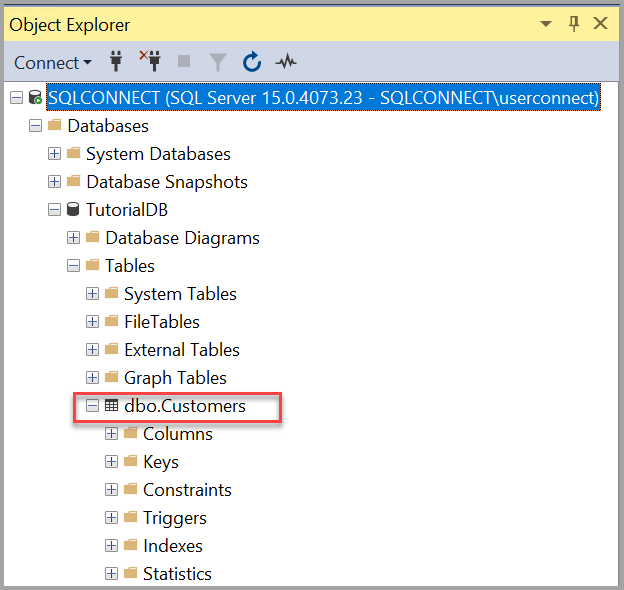 Object Explorer
Connect
SQLCONNECT (SQL Server 15.0.4073.23 - SQLCONNECT\userconnect)
Databases
System Databases
Database Snapshots
TutorialDB
Database Diagrams
Tables
System Tables
FileTables
External Tables
Graph Tables
dbo.Customers
Columns
Keys
Constraints
Triggers
Indexes
Statistics